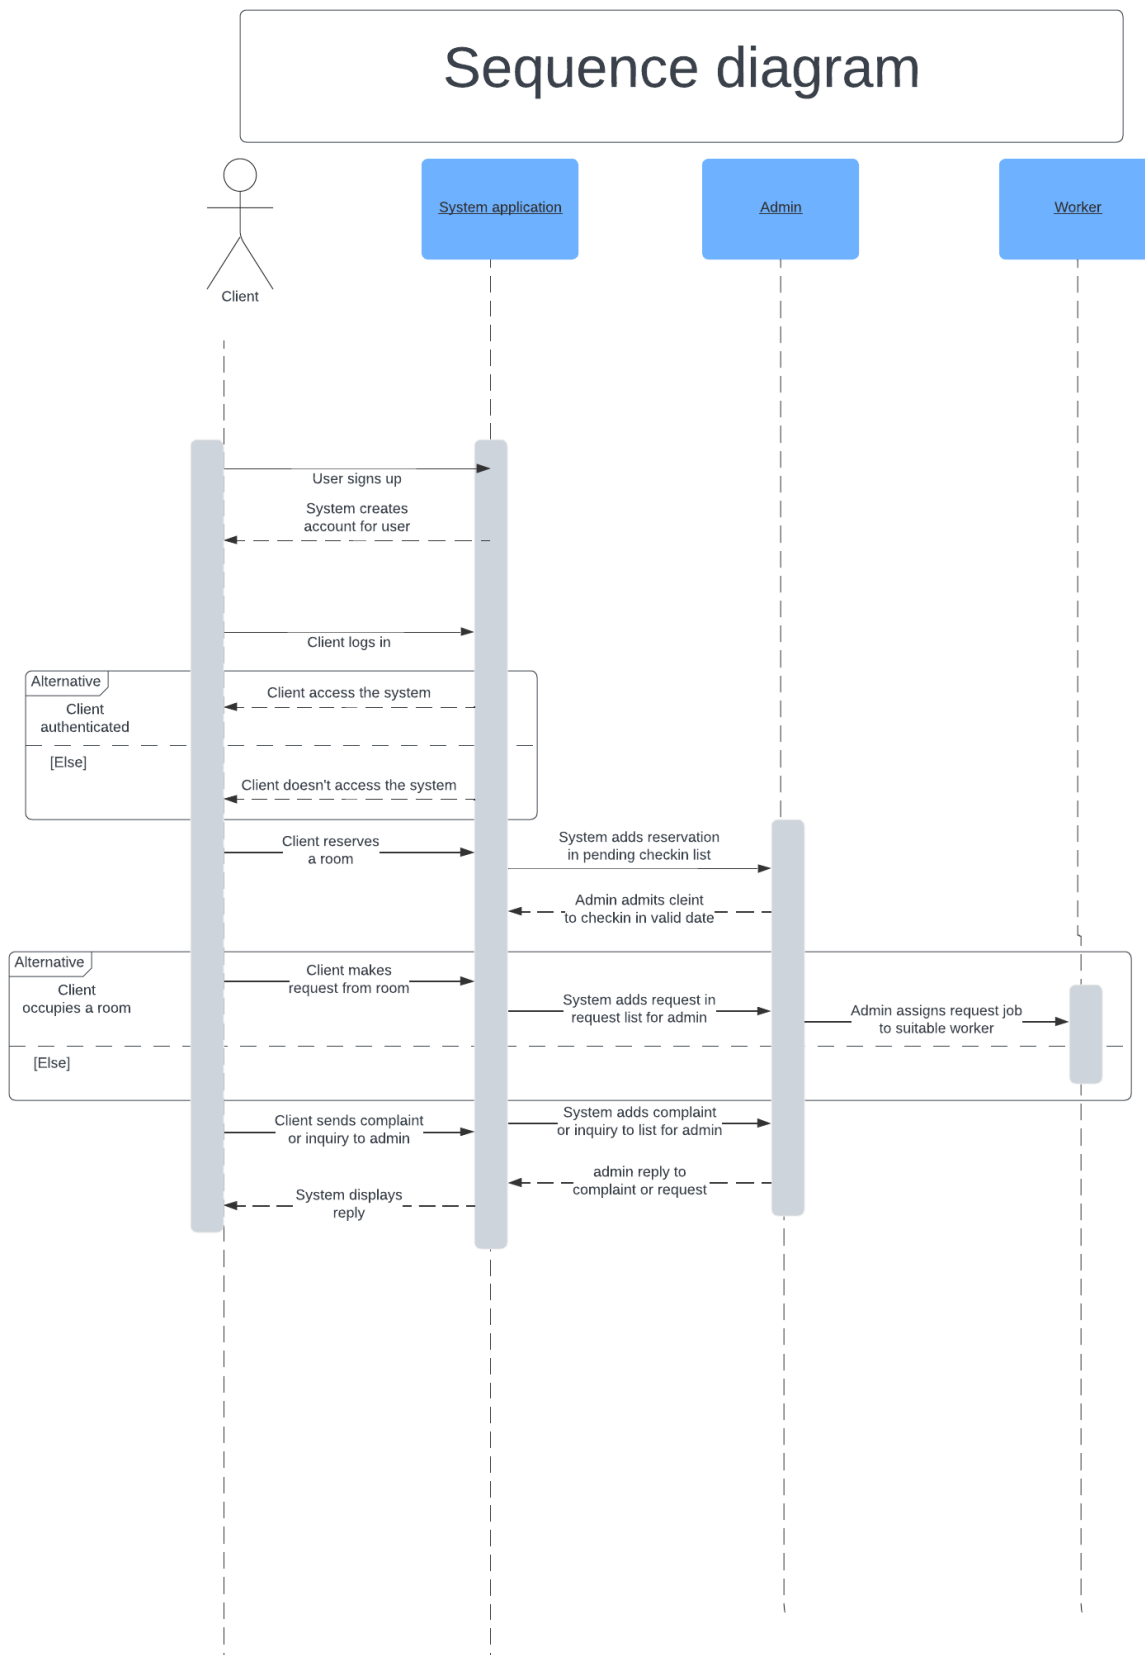 Sequence diagram
System application
Admin
Worker
Client
User signs up
System creates
account for user
Client logs in
Alternative
Client access the system
Client
authenticated
[Else]
Client doesn't access the system
Client reserves
a room
System adds reservation
in pending checkin list
Admin admits cleint
to checkin in valid date
Alternative
Client
occupies a room
Client makes
request from room
System adds request in
request list for admin
Admin assigns request job
to suitable worker
[Else]
Client sends complaint
or inquiry to admin
System adds complaint
or inquiry to list for admin
admin reply to
complaint or request
System displays
reply